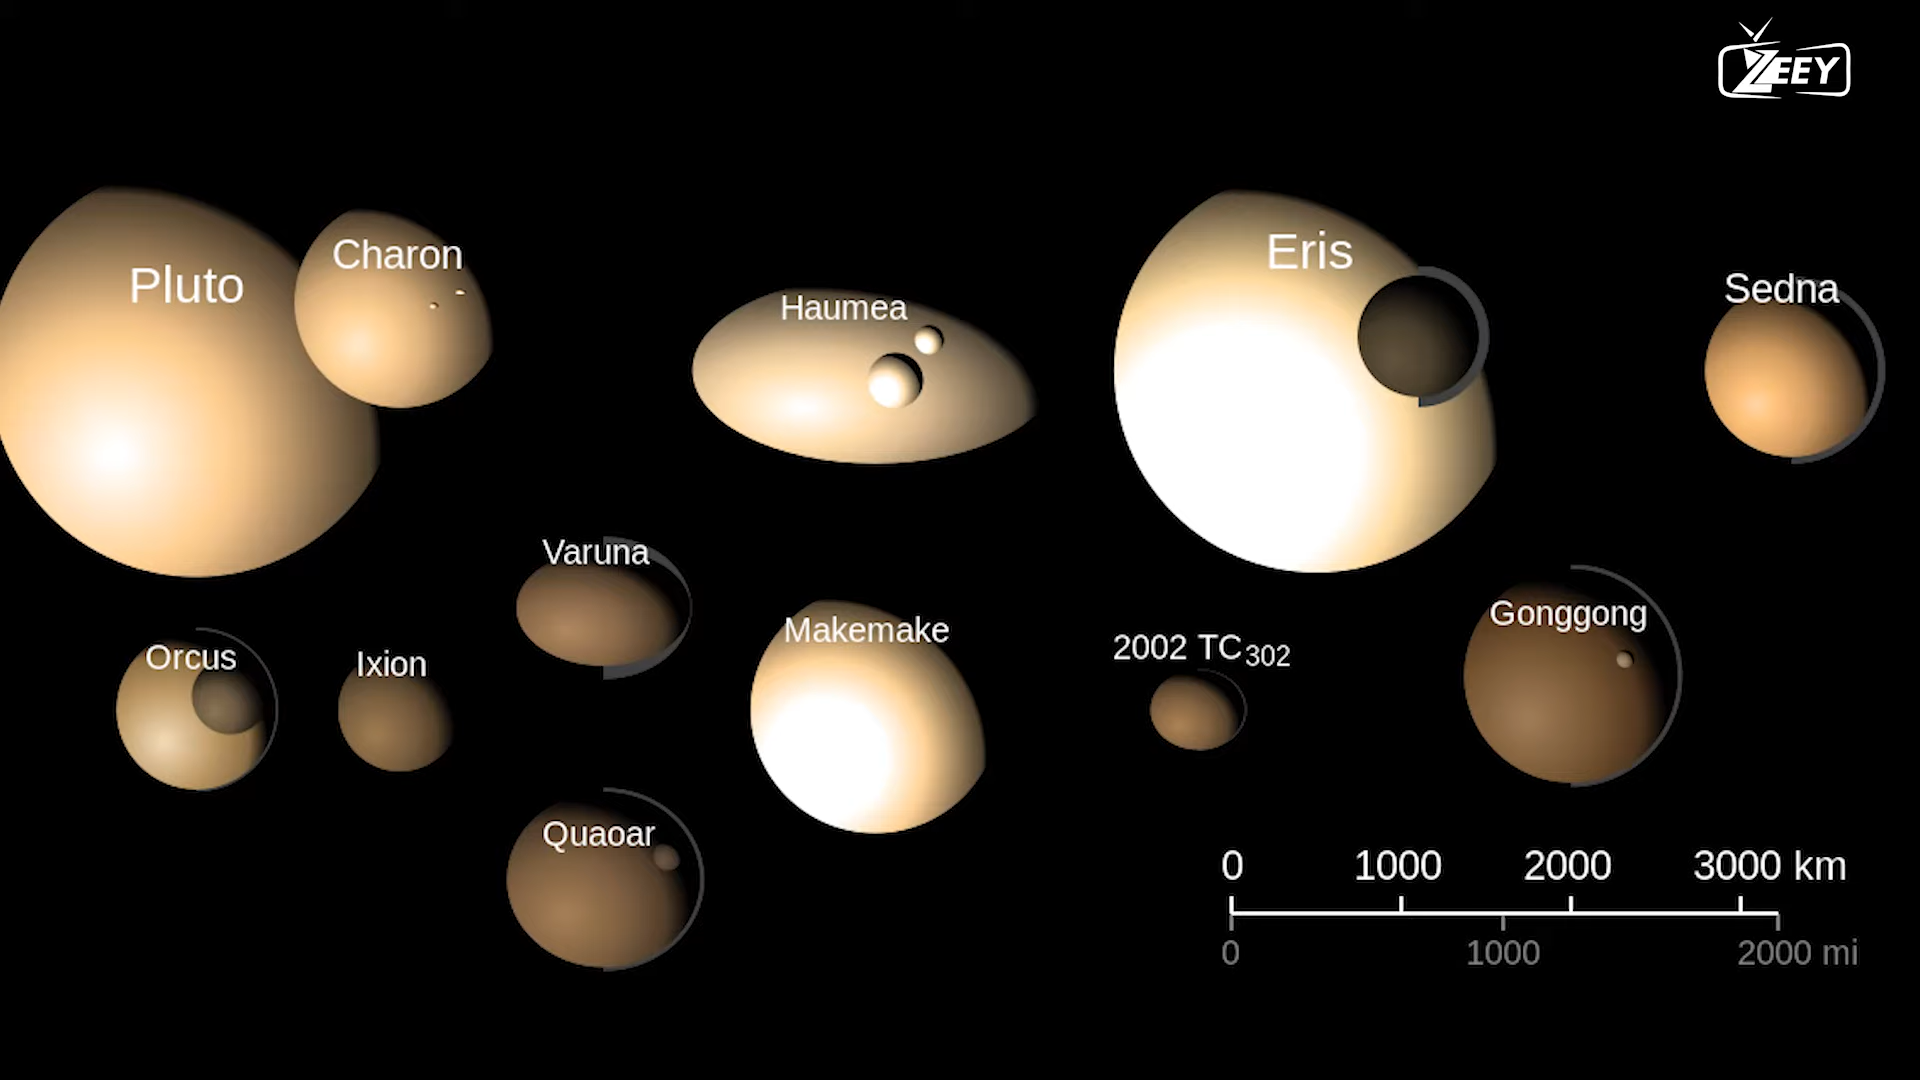 ZEEY
Pluto
Charon
Haumea
Eris
Sedna
Varuna
Orcus
Ixion
Makemake
2002 TC302
Gonggong
Quaoar
0 1000 2000 3000 km
0 1000 2000 mi